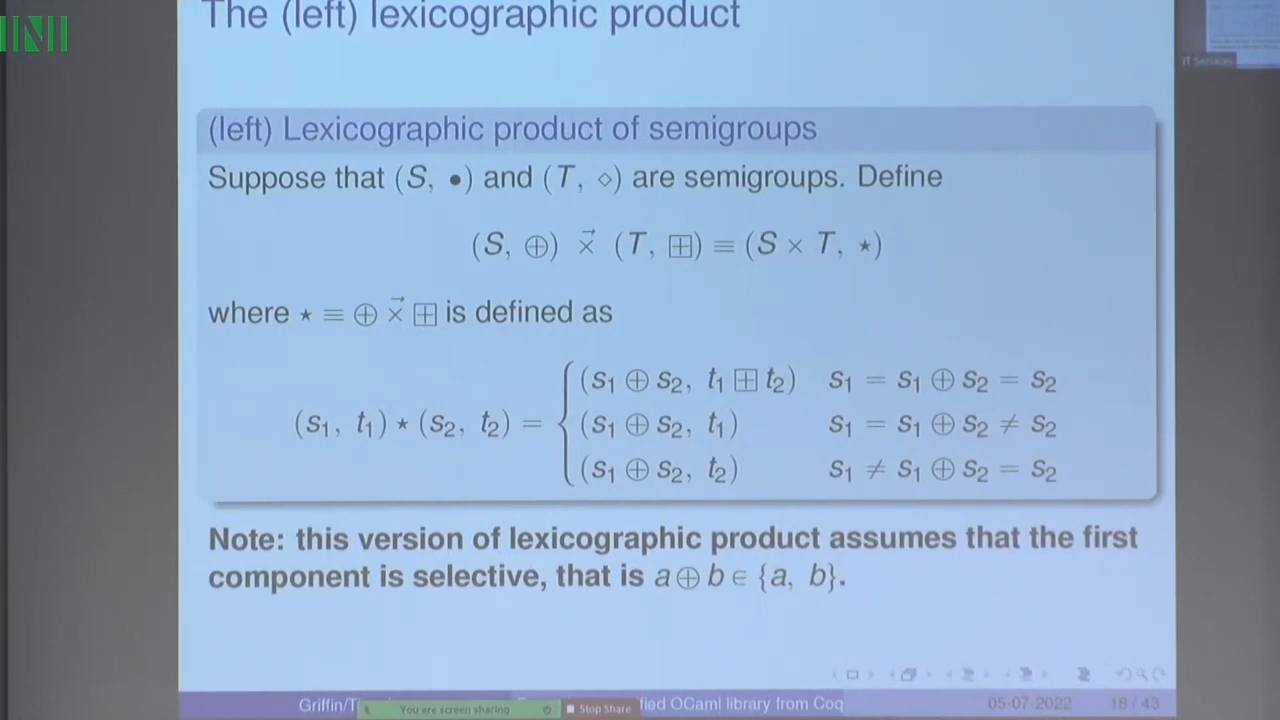 The (left) lexicographic product
INI
IT Services
(left) Lexicographic product of semigroups
Suppose that (S, •) and (T, ⋄) are semigroups. Define
(S, ⊕) ×⃗ (T, ⊞) ≡ (S × T, ⋆)
where ⋆ ≡ ⊕ ×⃗ ⊞ is defined as
(s₁ ⊕ s₂, t₁ ⊞ t₂) s₁ = s₁ ⊕ s₂ = s₂
(s₁, t₁) ⋆ (s₂, t₂) = { (s₁ ⊕ s₂, t₁) s₁ = s₁ ⊕ s₂ ≠ s₂
(s₁ ⊕ s₂, t₂) s₁ ≠ s₁ ⊕ s₂ = s₂
Note: this version of lexicographic product assumes that the first
component is selective, that is a ⊕ b ∈ {a, b}.
Griffin/T fied OCaml library from Coq 05-07-2022 18 / 43
You are screen sharing Stop Share